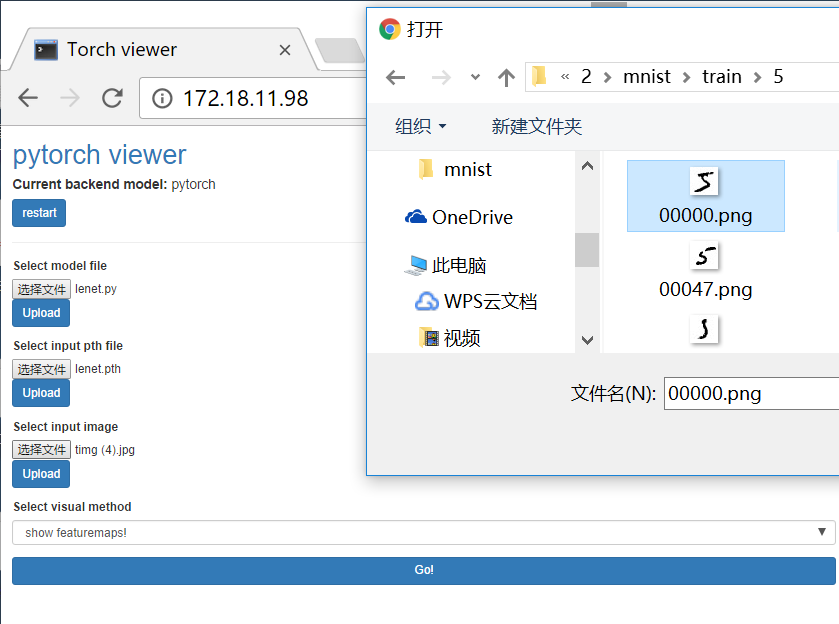 Torch viewer
172.18.11.98
pytorch viewer
Current backend model: pytorch
restart
Select model file
选择文件 lenet.py
Upload
Select input pth file
选择文件 lenet.pth
Upload
Select input image
选择文件 timg (4).jpg
Upload
Select visual method
show featuremaps!
Go!
打开
« 2 > mnist > train > 5
组织 新建文件夹
mnist
OneDrive
此电脑
WPS云文档
视频
5
00000.png
5
00047.png
5
文件名(N): 00000.png